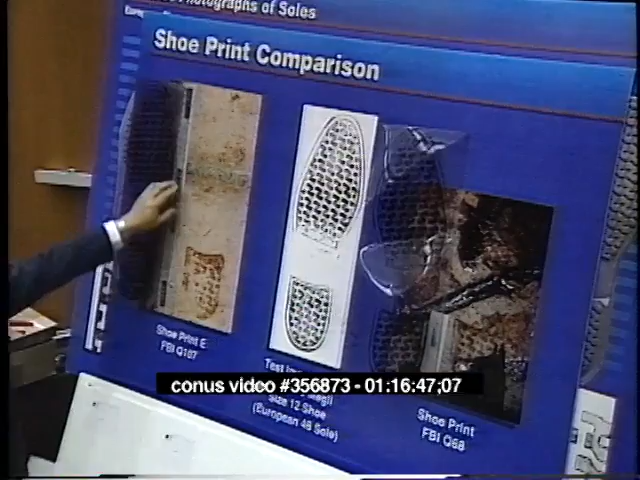 Photographs of Soles
Shoe Print Comparison
Shoe Print E
FBI Q107
Size 12 Shoe
(European 46 Sole)
Shoe Print
FBI Q68
conus video #356873 - 01:16:47;07